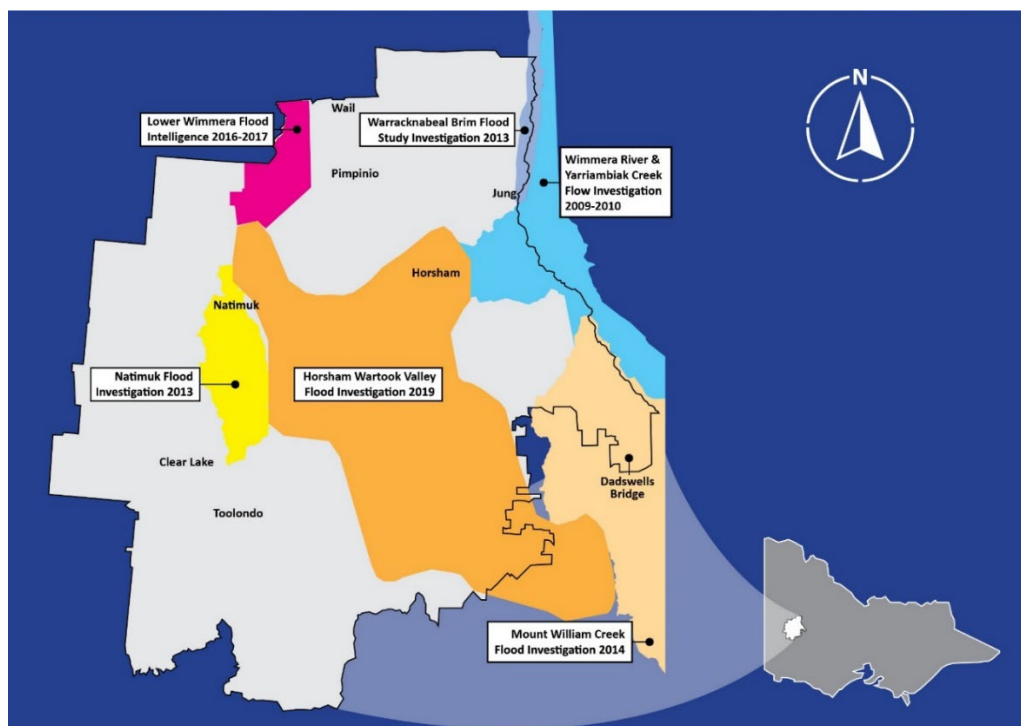 N
Wail
Lower Wimmera Flood
Intelligence 2016-2017
Warracknabeal Brim Flood
Study Investigation 2013
Pimpinio
Jung
Wimmera River &
Yarriambiak Creek
Flow Investigation
2009-2010
Horsham
Natimuk
Natimuk Flood
Investigation 2013
Horsham Wartook Valley
Flood Investigation 2019
Clear Lake
Dadswells
Bridge
Toolondo
Mount William Creek
Flood Investigation 2014